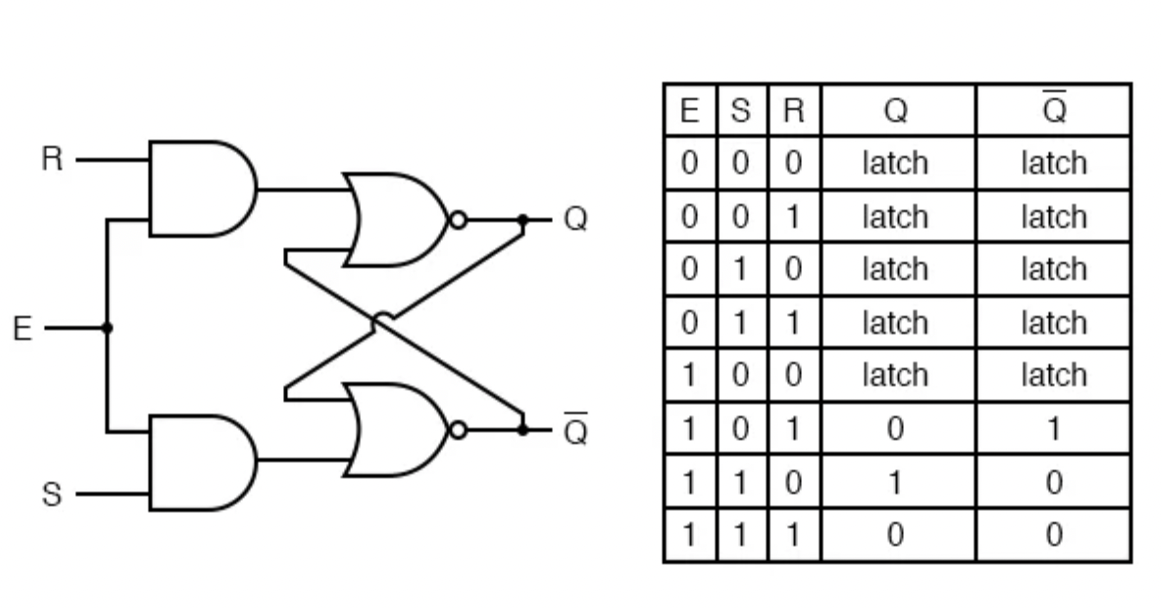 R
E
S
Q
Q̅
E S R Q Q̅
0 0 0 latch latch
0 0 1 latch latch
0 1 0 latch latch
0 1 1 latch latch
1 0 0 latch latch
1 0 1 0 1
1 1 0 1 0
1 1 1 0 0